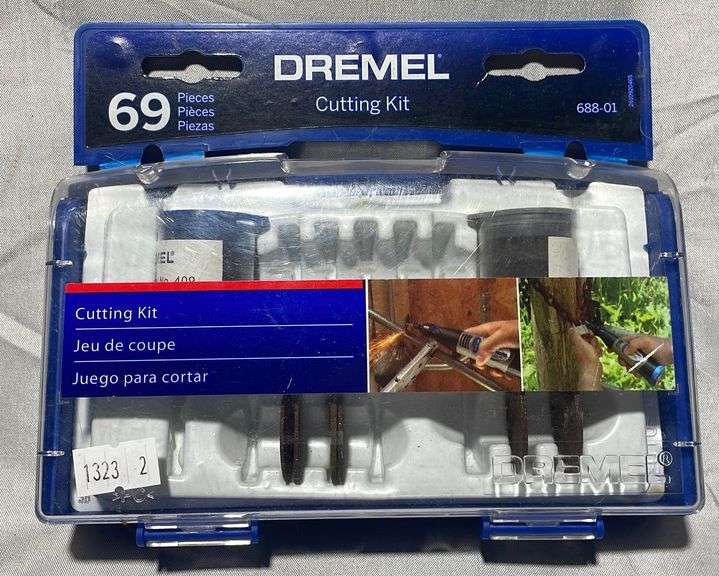 DREMEL
69 Pieces
Pièces
Piezas
Cutting Kit
688-01
409
Cutting Kit
Jeu de coupe
Juego para cortar
1323 2
DREMEL®